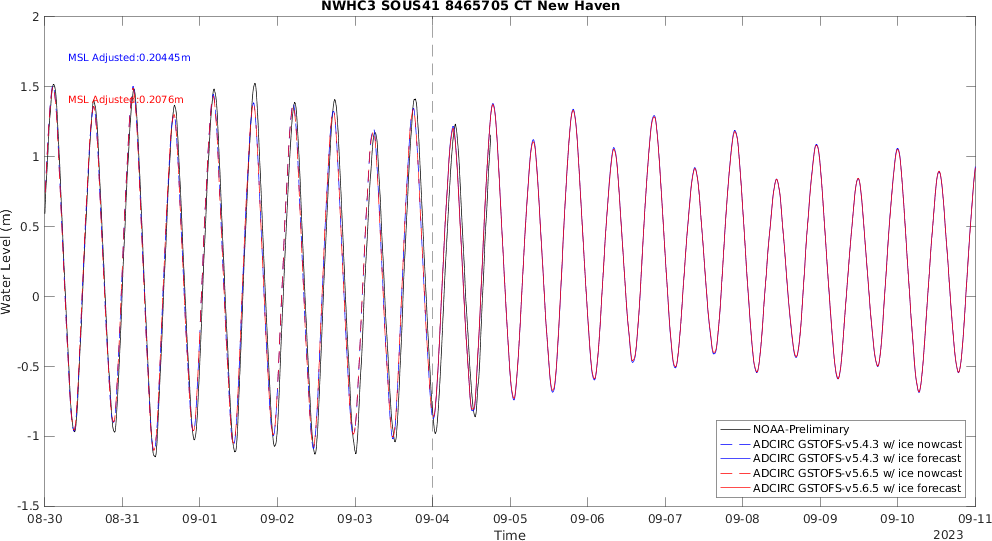 NWHC3 SOUS41 8465705 CT New Haven
2
1.5
1
0.5
0
-0.5
-1
-1.5
Water Level (m)
MSL Adjusted:0.20445m
MSL Adjusted:0.2076m
NOAA-Preliminary
ADCIRC GSTOFS-v5.4.3 w/ ice nowcast
ADCIRC GSTOFS-v5.4.3 w/ ice forecast
ADCIRC GSTOFS-v5.6.5 w/ ice nowcast
ADCIRC GSTOFS-v5.6.5 w/ ice forecast
08-30 08-31 09-01 09-02 09-03 09-04 09-05 09-06 09-07 09-08 09-09 09-10 09-11
Time
2023